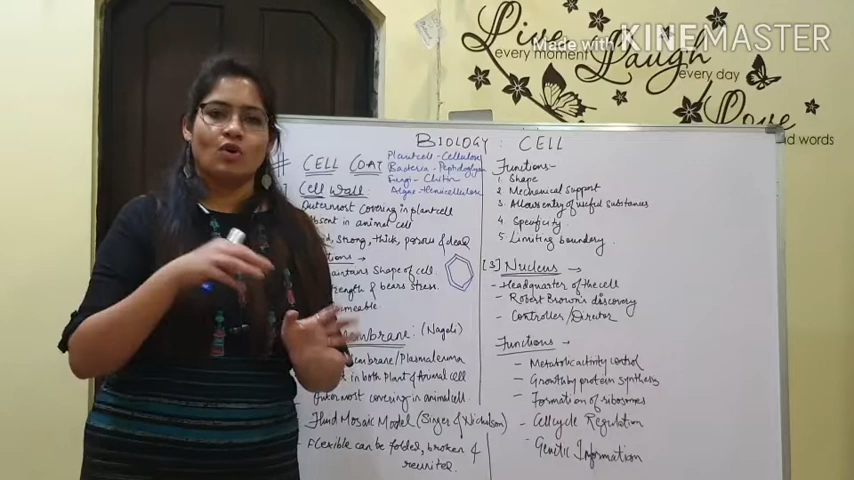 Made with KINEMASTER
Live
every moment
Laugh
every day
Love
beyond words
BIOLOGY : CELL
# CELL COAT
Plant cell - Cellulose
Bacteria - Peptidoglycan
Fungi - Chitin
Algae - Hemicellulose
CELL WALL
Outermost covering in plant cell
Absent in animal cell
, Strong, thick, porous & dead
Maintains shape of cell.
& bears stress.
MEMBRANE : (Nageli)
Membrane / Plasmalemma
in both Plant & Animal cell.
Outermost covering in animal cell.
Fluid Mosaic Model (Singer & Nicholson)
Flexible can be folded, broken &
reunited.
Functions -
1. Shape
2. Mechanical support
3. Allows entry of useful substances
4. Specificity
5. Limiting boundary
[3] Nucleus →
- Headquarter of the cell
- Robert Brown's discovery
- Controller / Director
Functions →
- Metabolic activity control
- Growth by protein synthesis
- Formation of ribosomes
- Cell cycle Regulation
- Genetic Information.